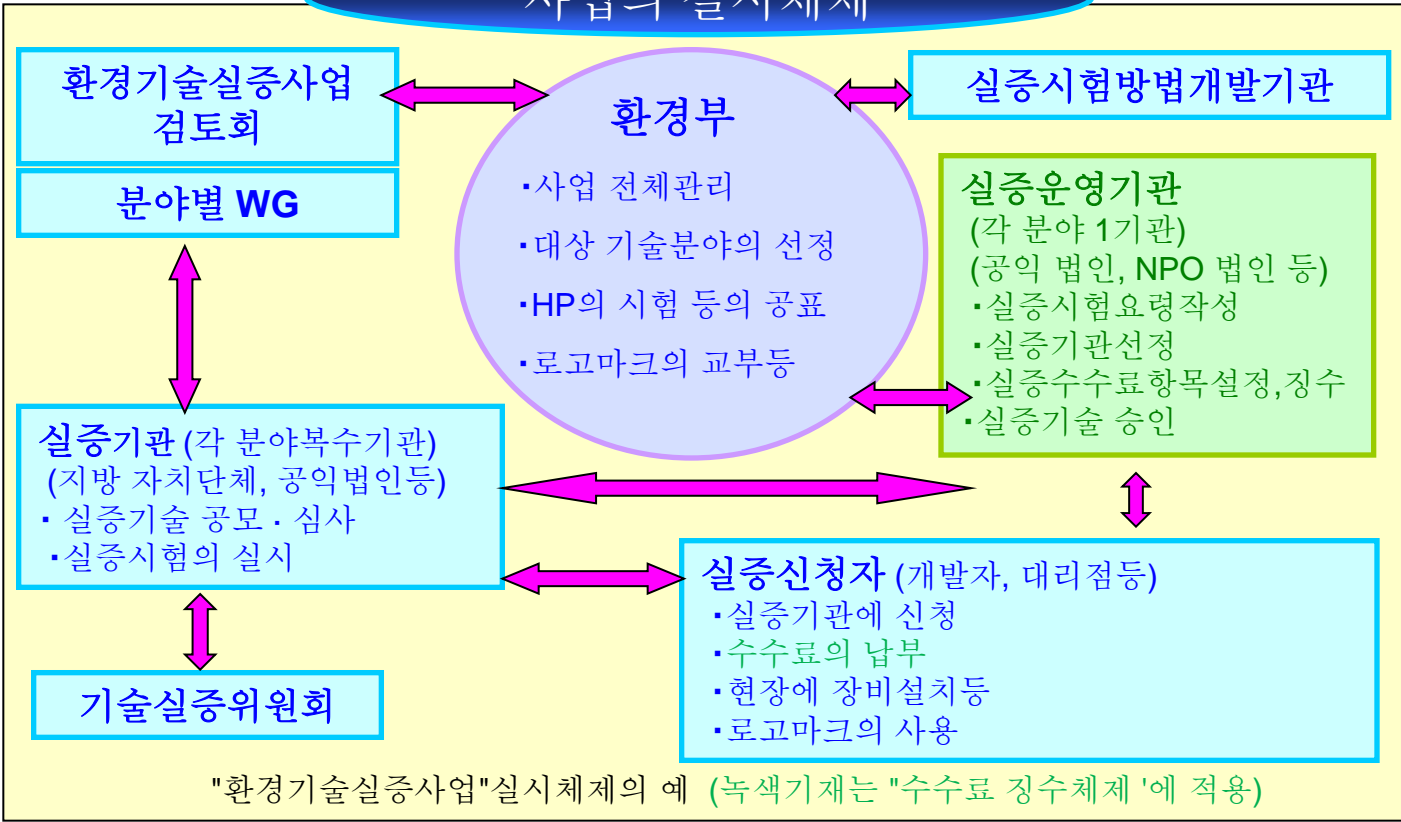 사업의 실시체제
환경기술실증사업
검토회
분야별 WG
환경부
･사업 전체관리
･대상 기술분야의 선정
･HP의 시험 등의 공표
･로고마크의 교부등
실증시험방법개발기관
실증운영기관
(각 분야 1기관)
(공익 법인, NPO 법인 등)
･실증시험요령작성
･실증기관선정
･실증수수료항목설정,징수
･실증기술 승인
실증기관 (각 분야복수기관)
(지방 자치단체, 공익법인등)
･ 실증기술 공모 . 심사
･실증시험의 실시
실증신청자 (개발자, 대리점등)
･실증기관에 신청
･수수료의 납부
･현장에 장비설치등
･로고마크의 사용
기술실증위원회
"환경기술실증사업"실시체제의 예 (녹색기재는 "수수료 징수체제 '에 적용)